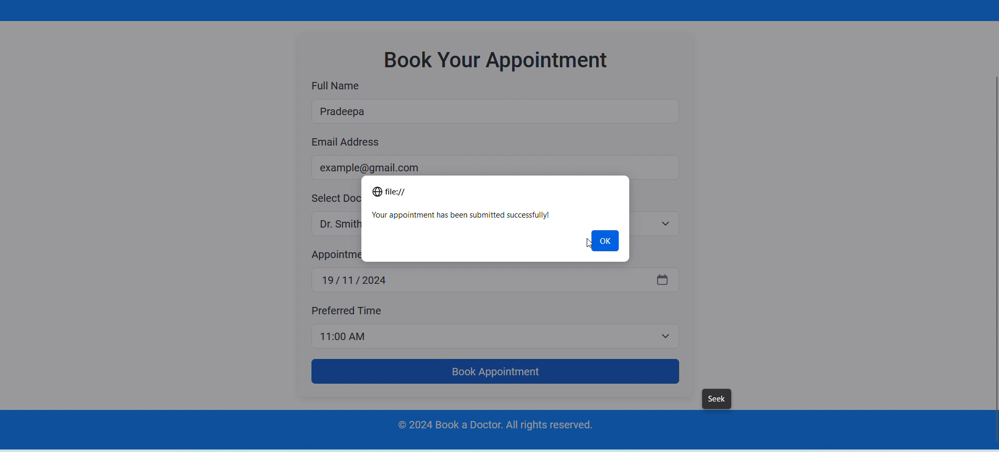 Book Your Appointment
Full Name
Pradeepa
Email Address
example@gmail.com
file://
Your appointment has been submitted successfully!
OK
Select Doc
Dr. Smith
Appointme
19 / 11 / 2024
Preferred Time
11:00 AM
Book Appointment
Seek
© 2024 Book a Doctor. All rights reserved.